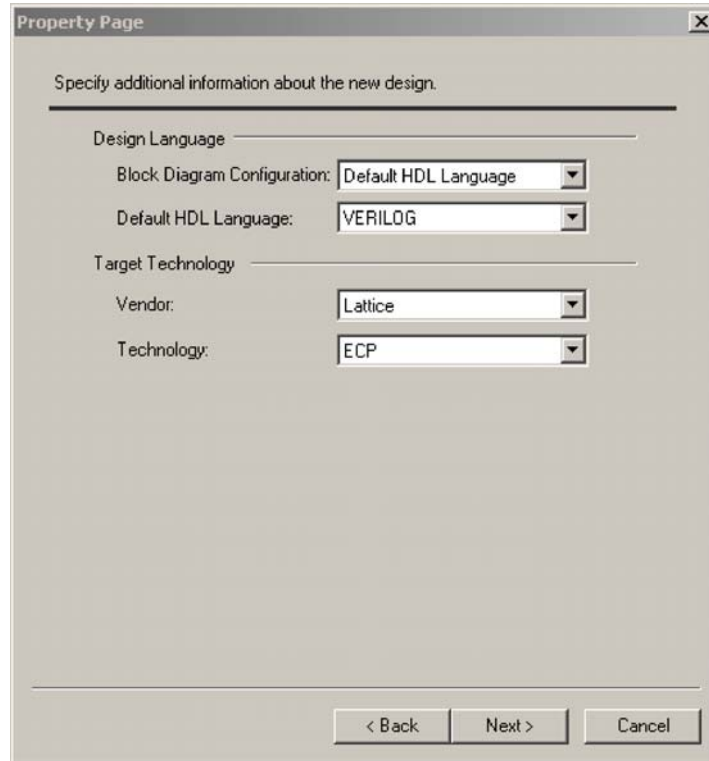 Property Page
Specify additional information about the new design.
Design Language
Block Diagram Configuration: Default HDL Language
Default HDL Language: VERILOG
Target Technology
Vendor: Lattice
Technology: ECP
< Back Next > Cancel